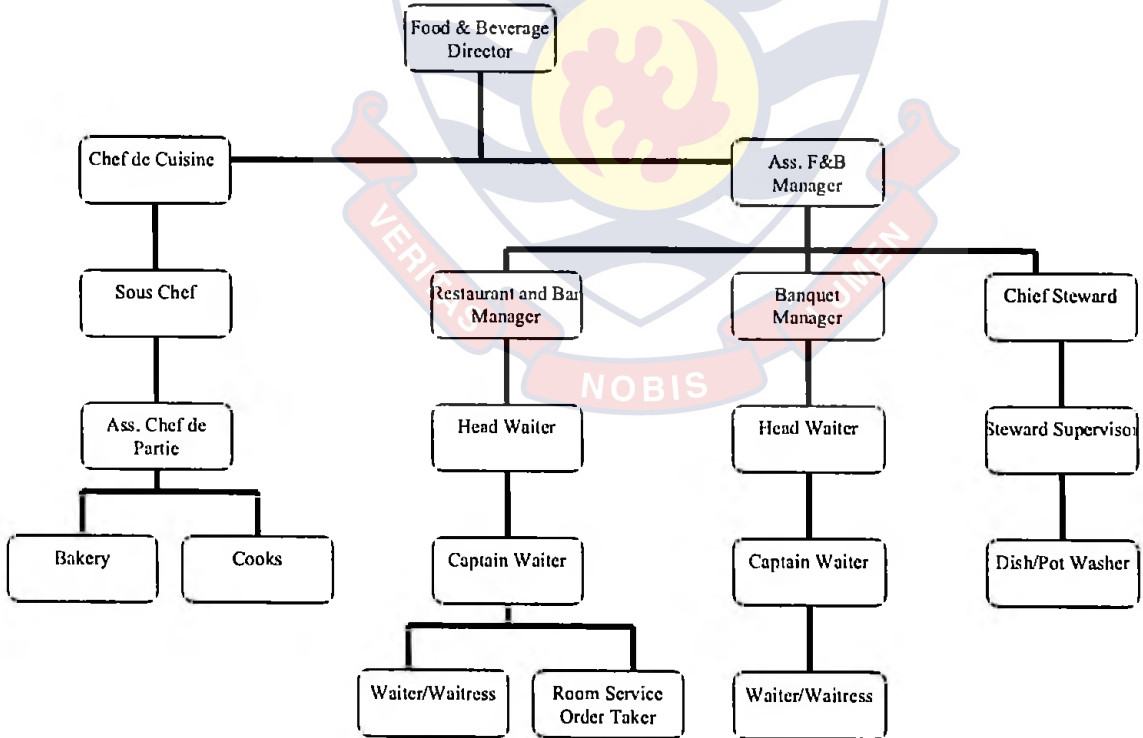 Food & Beverage
Director
Chef de Cuisine
Ass. F&B
Manager
Sous Chef
Restaurant and Bar
Manager
Banquet
Manager
Chief Steward
Ass. Chef de
Partie
Head Waiter
Head Waiter
Steward Supervisor
Bakery
Cooks
Captain Waiter
Captain Waiter
Dish/Pot Washer
Waiter/Waitress
Room Service
Order Taker
Waiter/Waitress
VERITAS
NOBIS
LUMEN